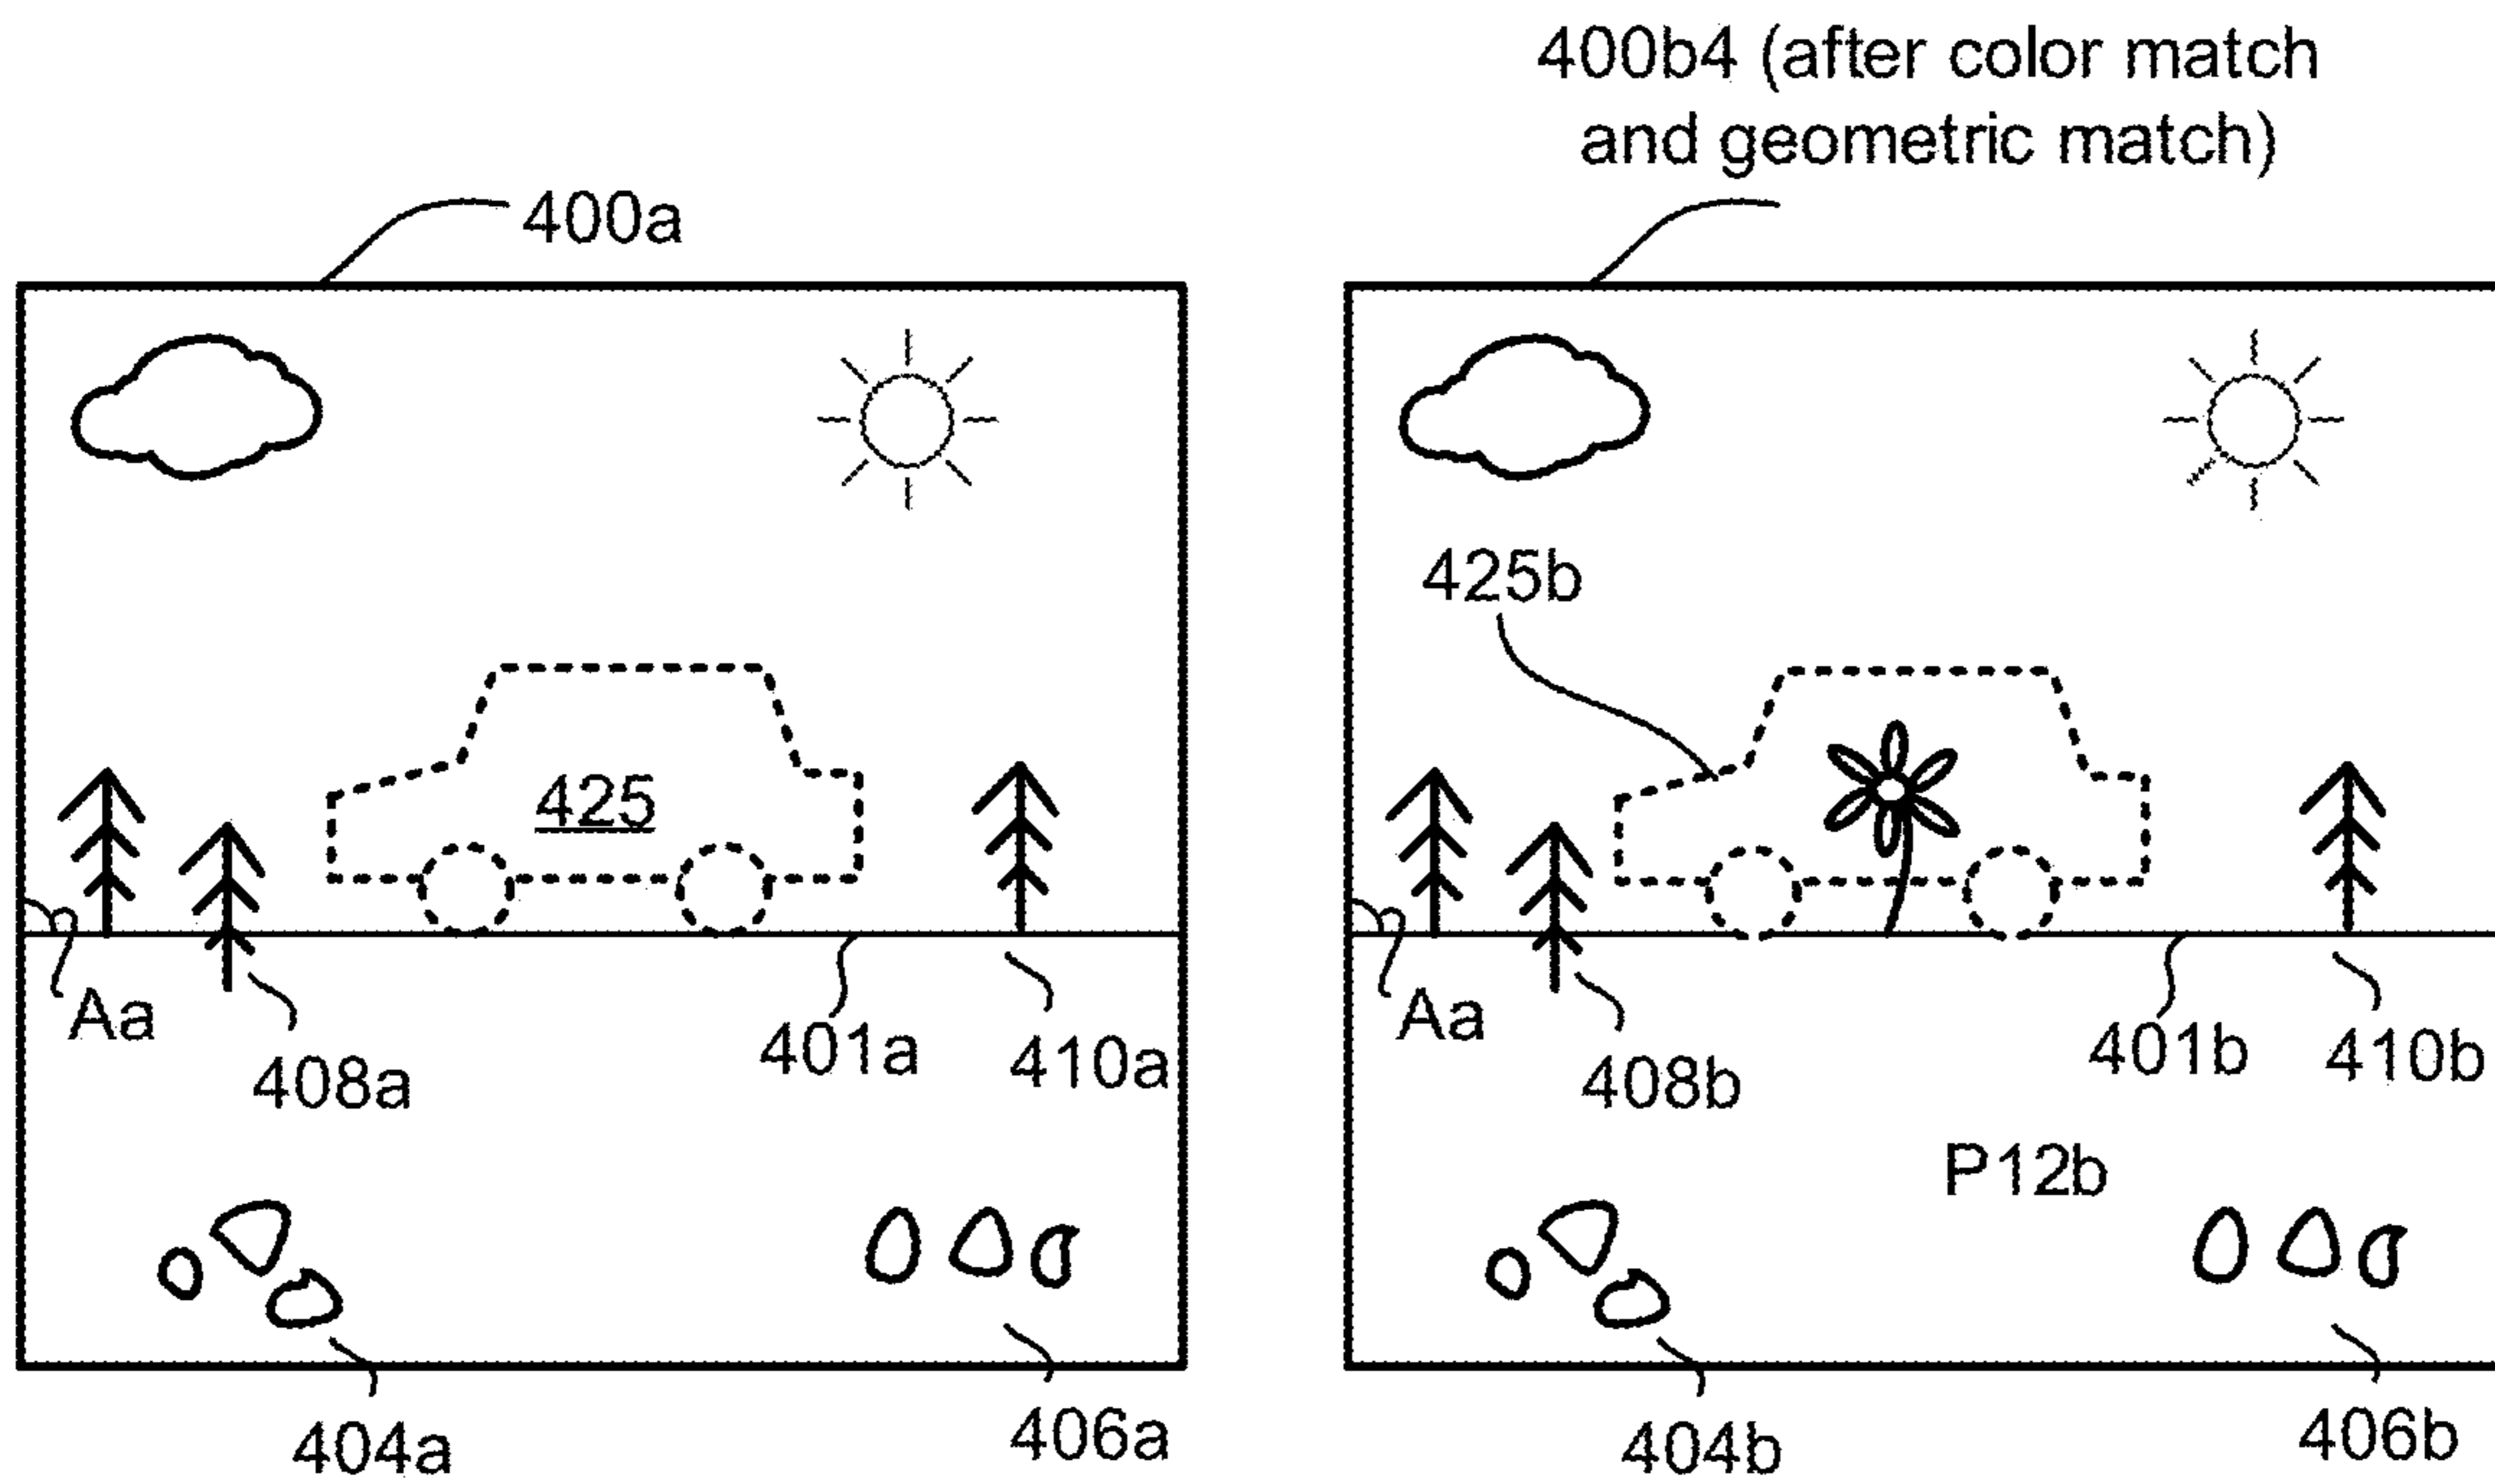 400b4 (after color match
and geometric match)
400a
425b
425
Aa
408a
401a
410a
Aa
408b
401b
410b
P12b
404a
406a
404b
406b